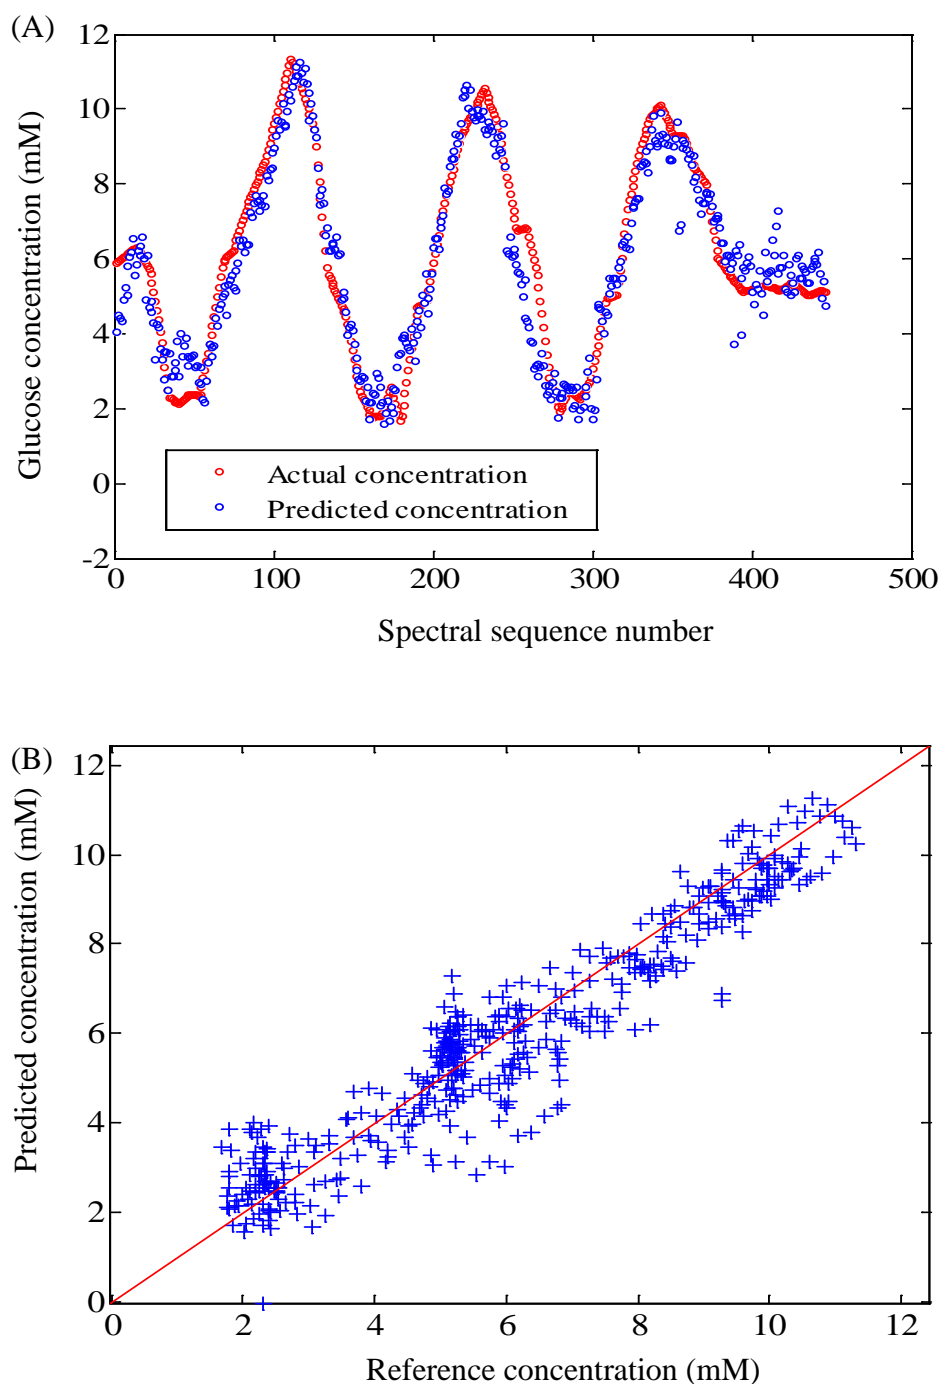 (A)
Glucose concentration (mM)
12
10
8
6
4
2
0
-2
Actual concentration
Predicted concentration
0 100 200 300 400 500
Spectral sequence number
(B)
Predicted concentration (mM)
12
10
8
6
4
2
0
0 2 4 6 8 10 12
Reference concentration (mM)